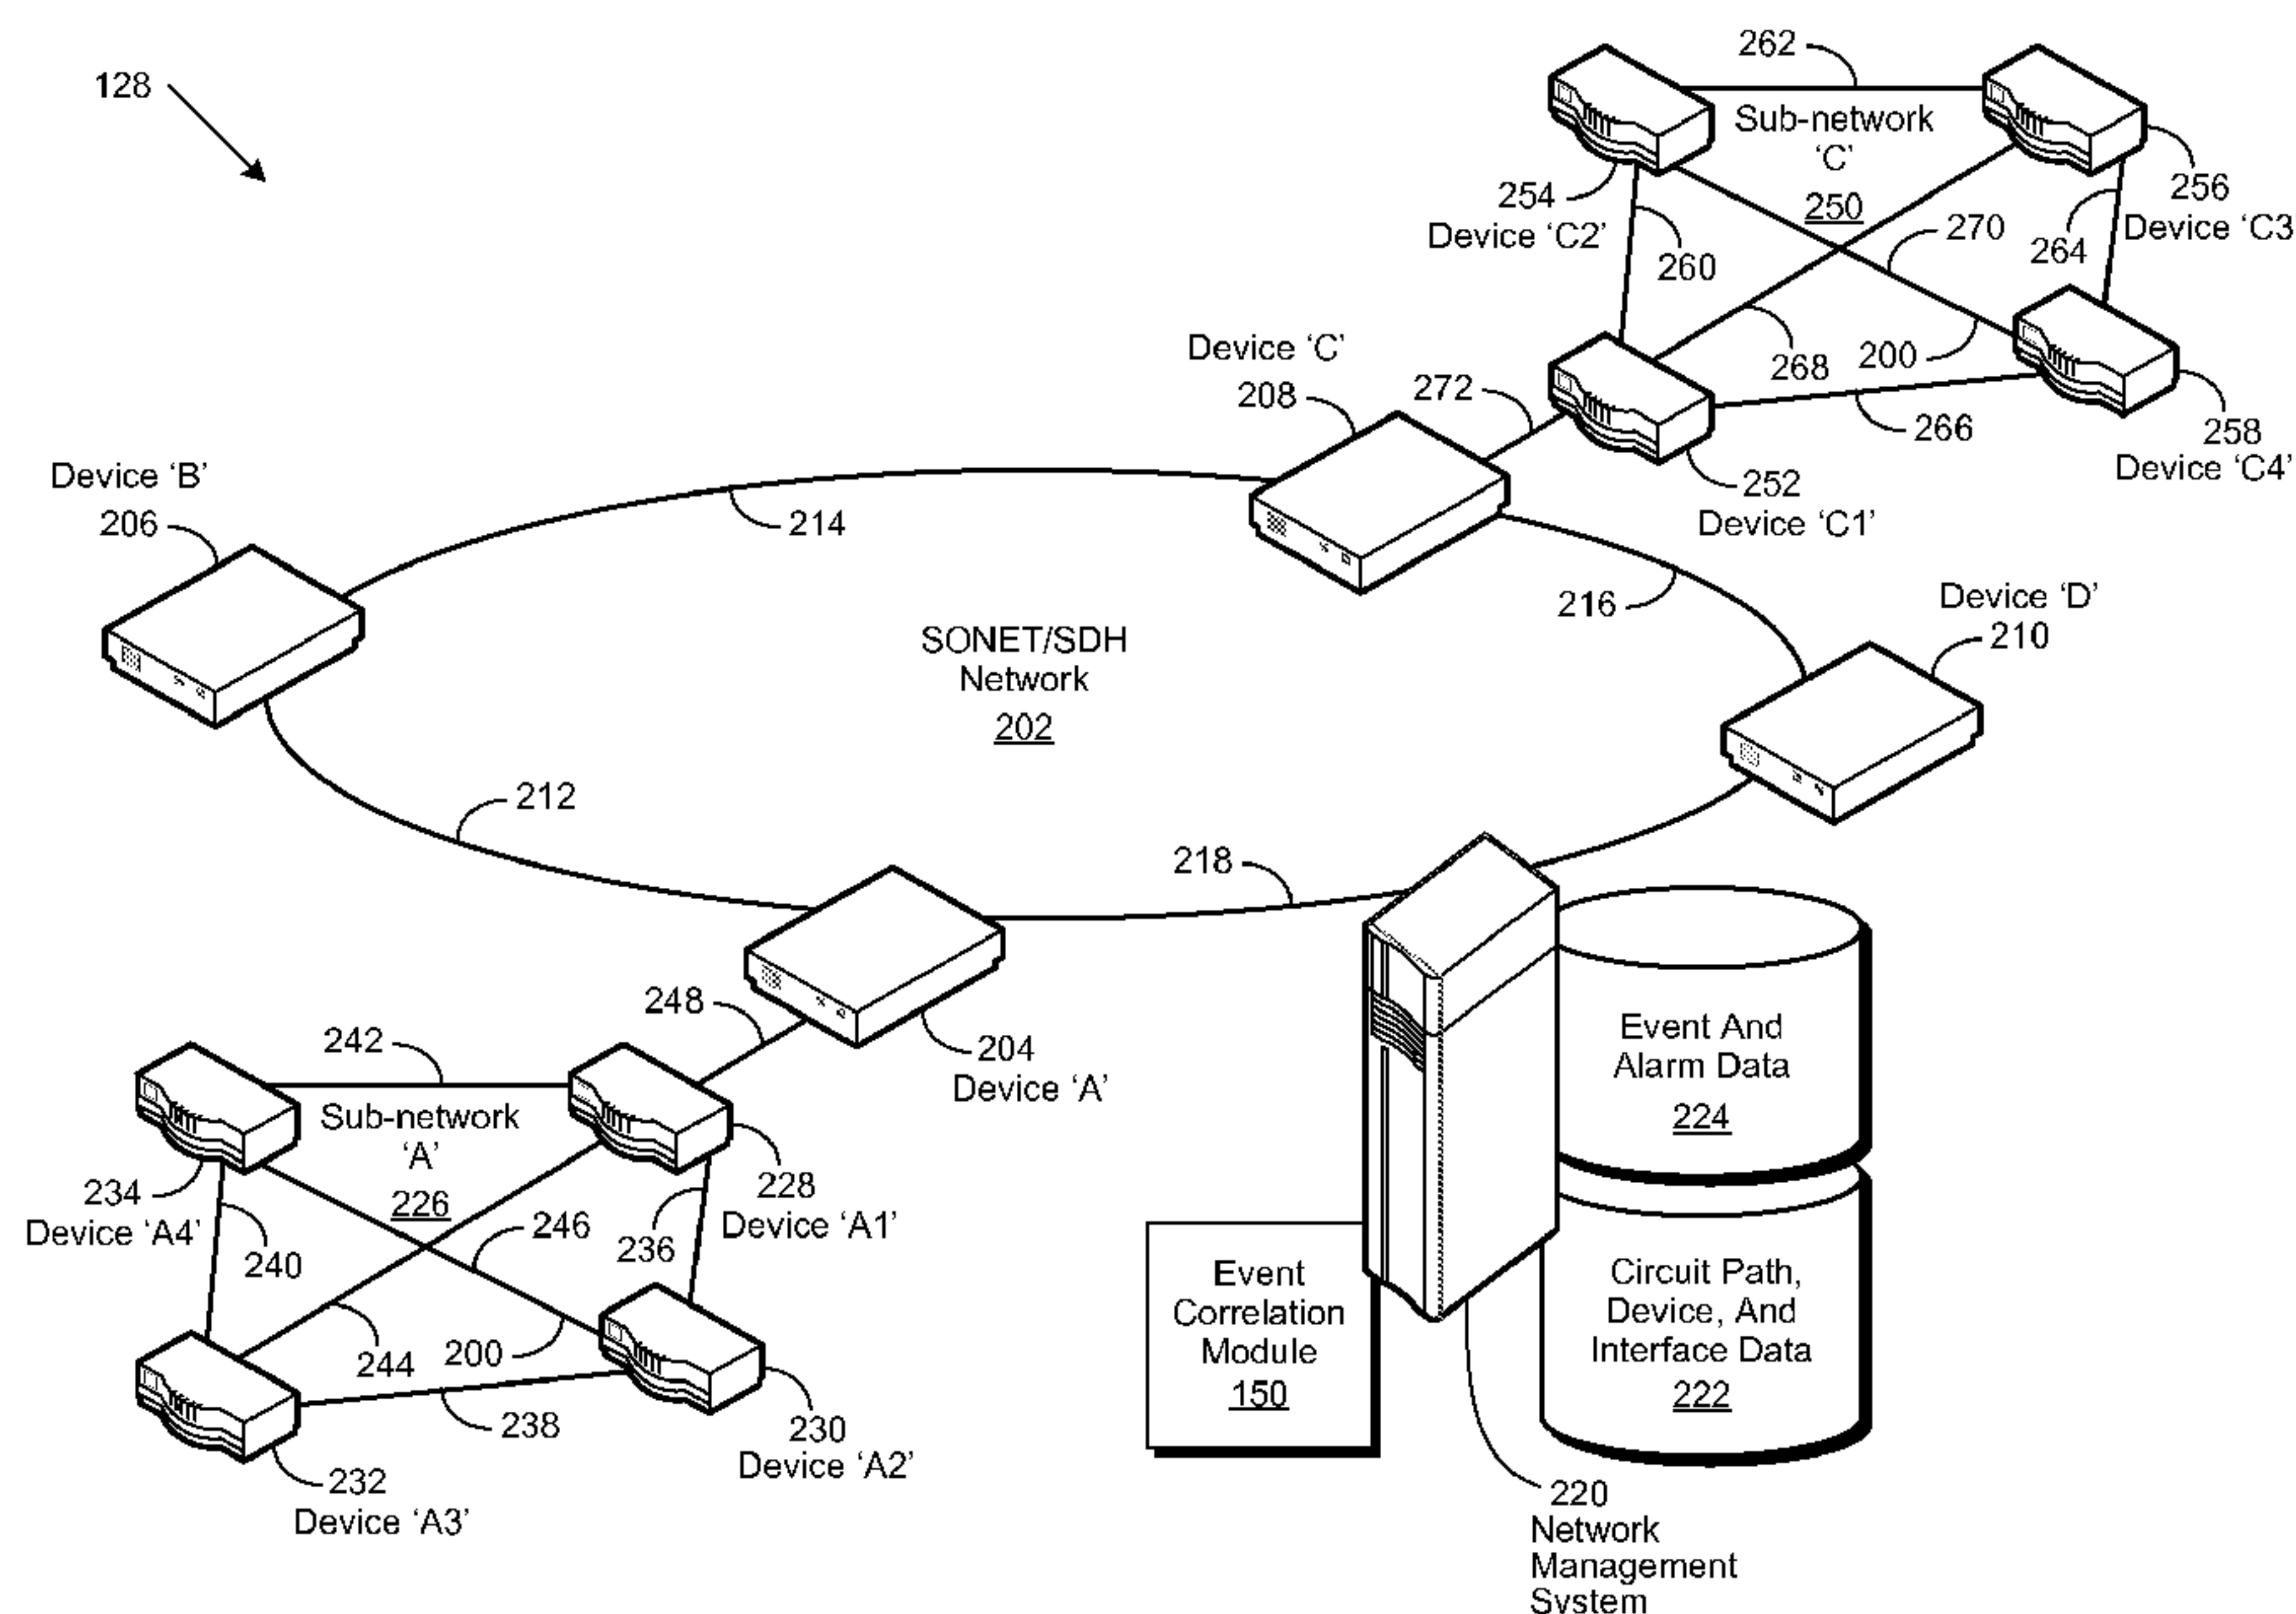 128
262
Sub-network
'C'
250
254
Device 'C2'
256
Device 'C3
264
270
260
268
200
266
258
Device 'C4'
252
Device 'C1'
Device 'C'
208
272
Device 'B'
206
214
216
Device 'D'
210
SONET/SDH
Network
202
212
218
248
204
Device 'A'
242
Sub-network
'A'
226
234
Device 'A4'
228
Device 'A1'
236
246
240
244
200
238
230
Device 'A2'
232
Device 'A3'
Event And
Alarm Data
224
Event
Correlation
Module
150
Circuit Path,
Device, And
Interface Data
222
220
Network
Management
System